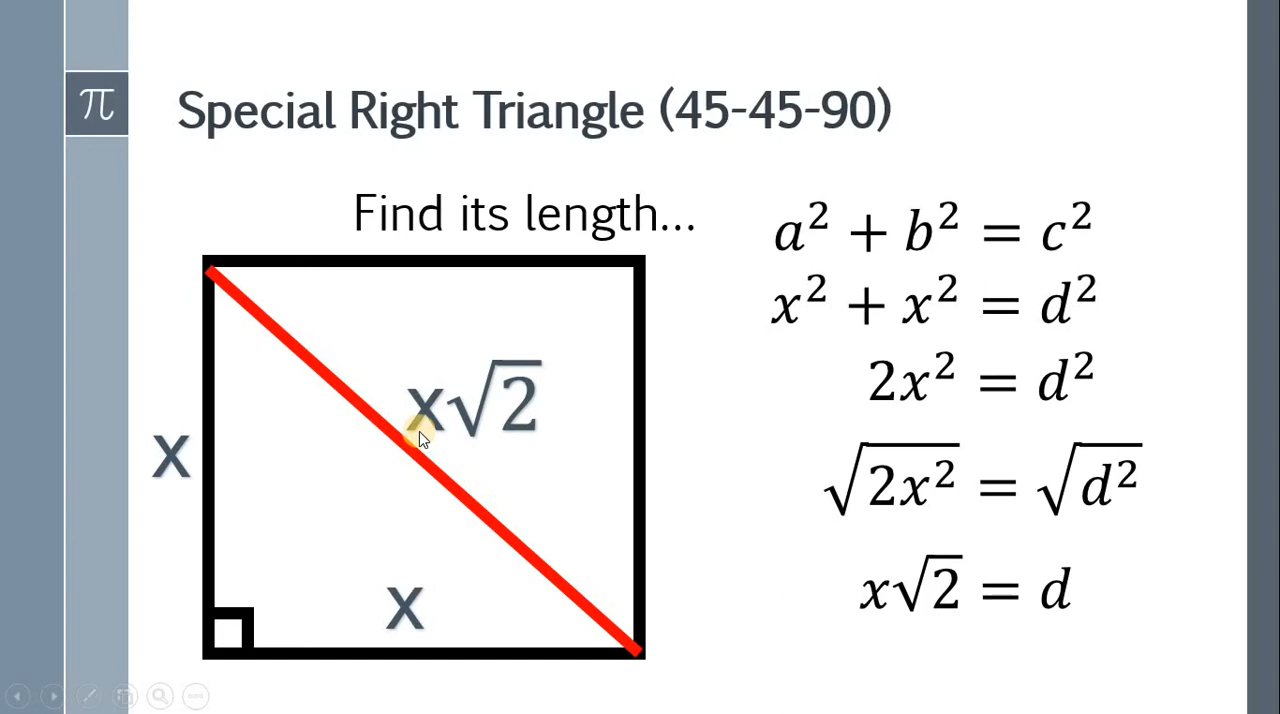 π
Special Right Triangle (45-45-90)
Find its length...
a² + b² = c²
x² + x² = d²
2x² = d²
√(2x²) = √(d²)
x√2 = d
x√2
x
x